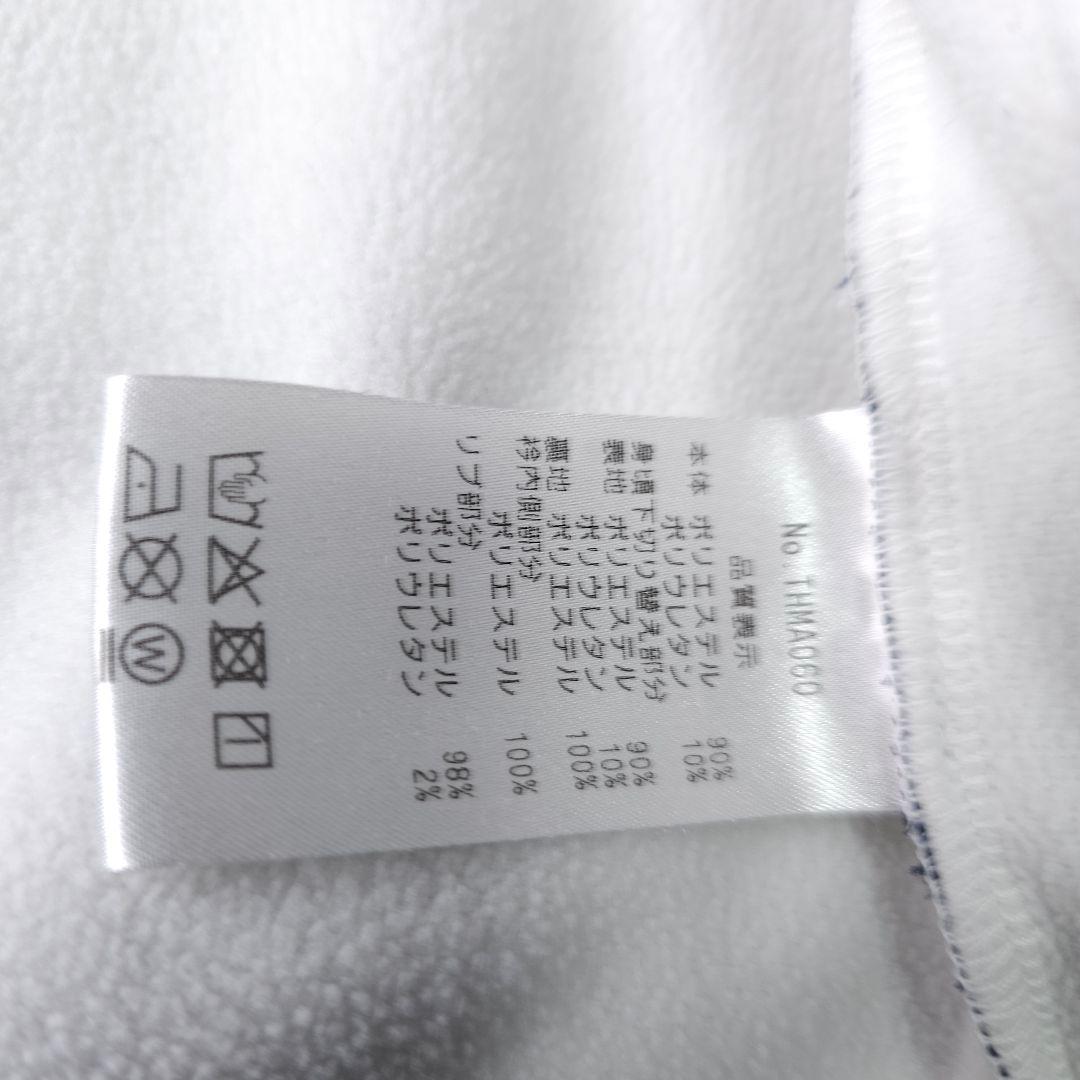 No.THMA060
品質表示
本体 ポリエステル 90%
ポリウレタン 10%
身頃下切り替え部分
表地 ポリエステル 90%
ポリウレタン 10%
裏地 ポリエステル 100%
衿内側部分
ポリエステル 100%
リブ部分
ポリエステル 98%
ポリウレタン 2%
W